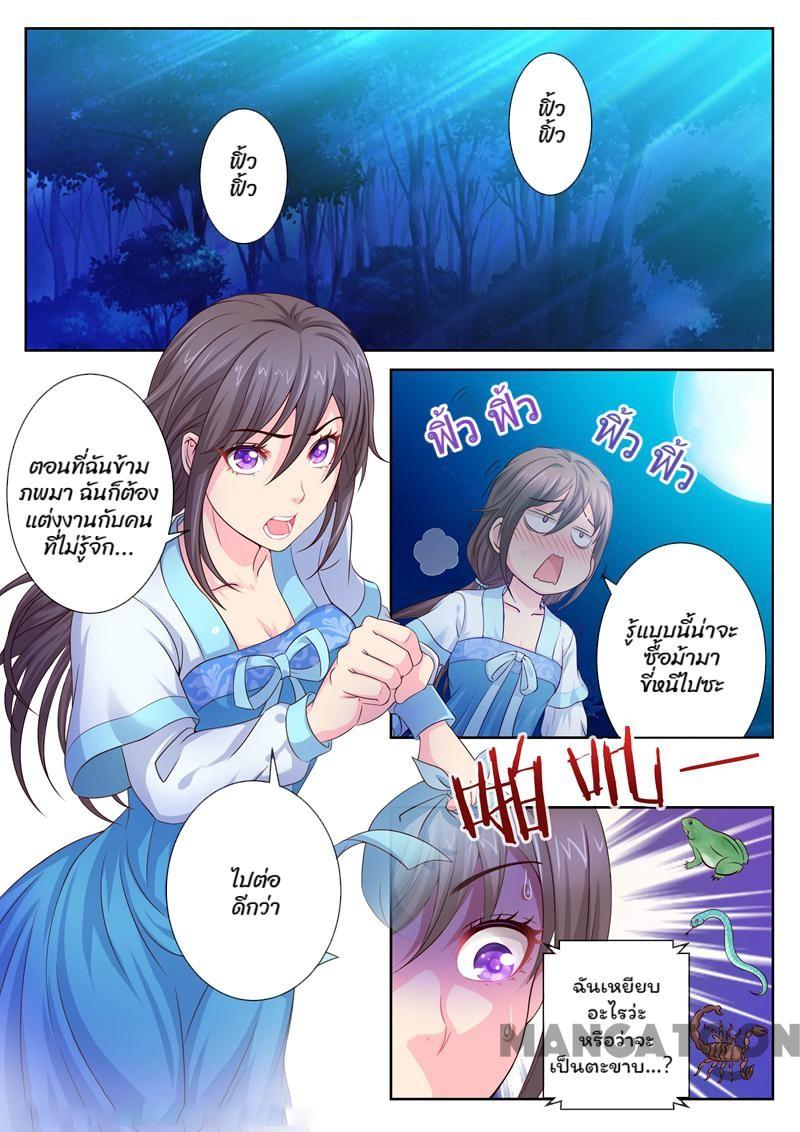 ฟิ้ว
ฟิ้ว
ฟิ้ว
ฟิ้ว
ตอนที่ฉันข้าม
ภพมา ฉันก็ต้อง
แต่งงานกับคน
ที่ไม่รู้จัก...
ฟิ้ว ฟิ้ว
ฟิ้ว ฟิ้ว
รู้แบบนี้น่าจะ
ซื้อม้ามา
ขี่หนีไปซะ
ไปต่อ
ดีกว่า
啪叽—
ฉันเหยียบ
อะไรว่ะ
หรือว่าจะ
เป็นตะขาบ...?
MANGATOON